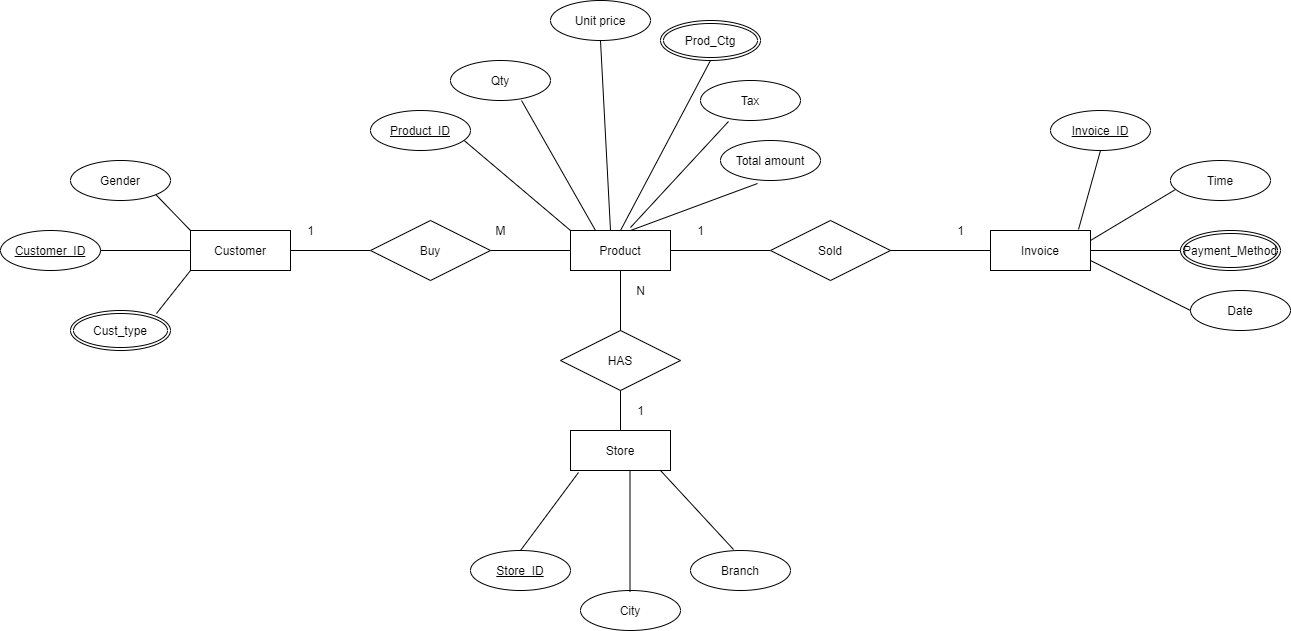 Unit price
Prod_Ctg
Qty
Tax
Product_ID
Invoice_ID
Total amount
Gender
Time
1
M
1
1
Customer_ID
Customer
Buy
Product
Sold
Invoice
Payment_Method
N
Date
Cust_type
HAS
1
Store
Store_ID
Branch
City